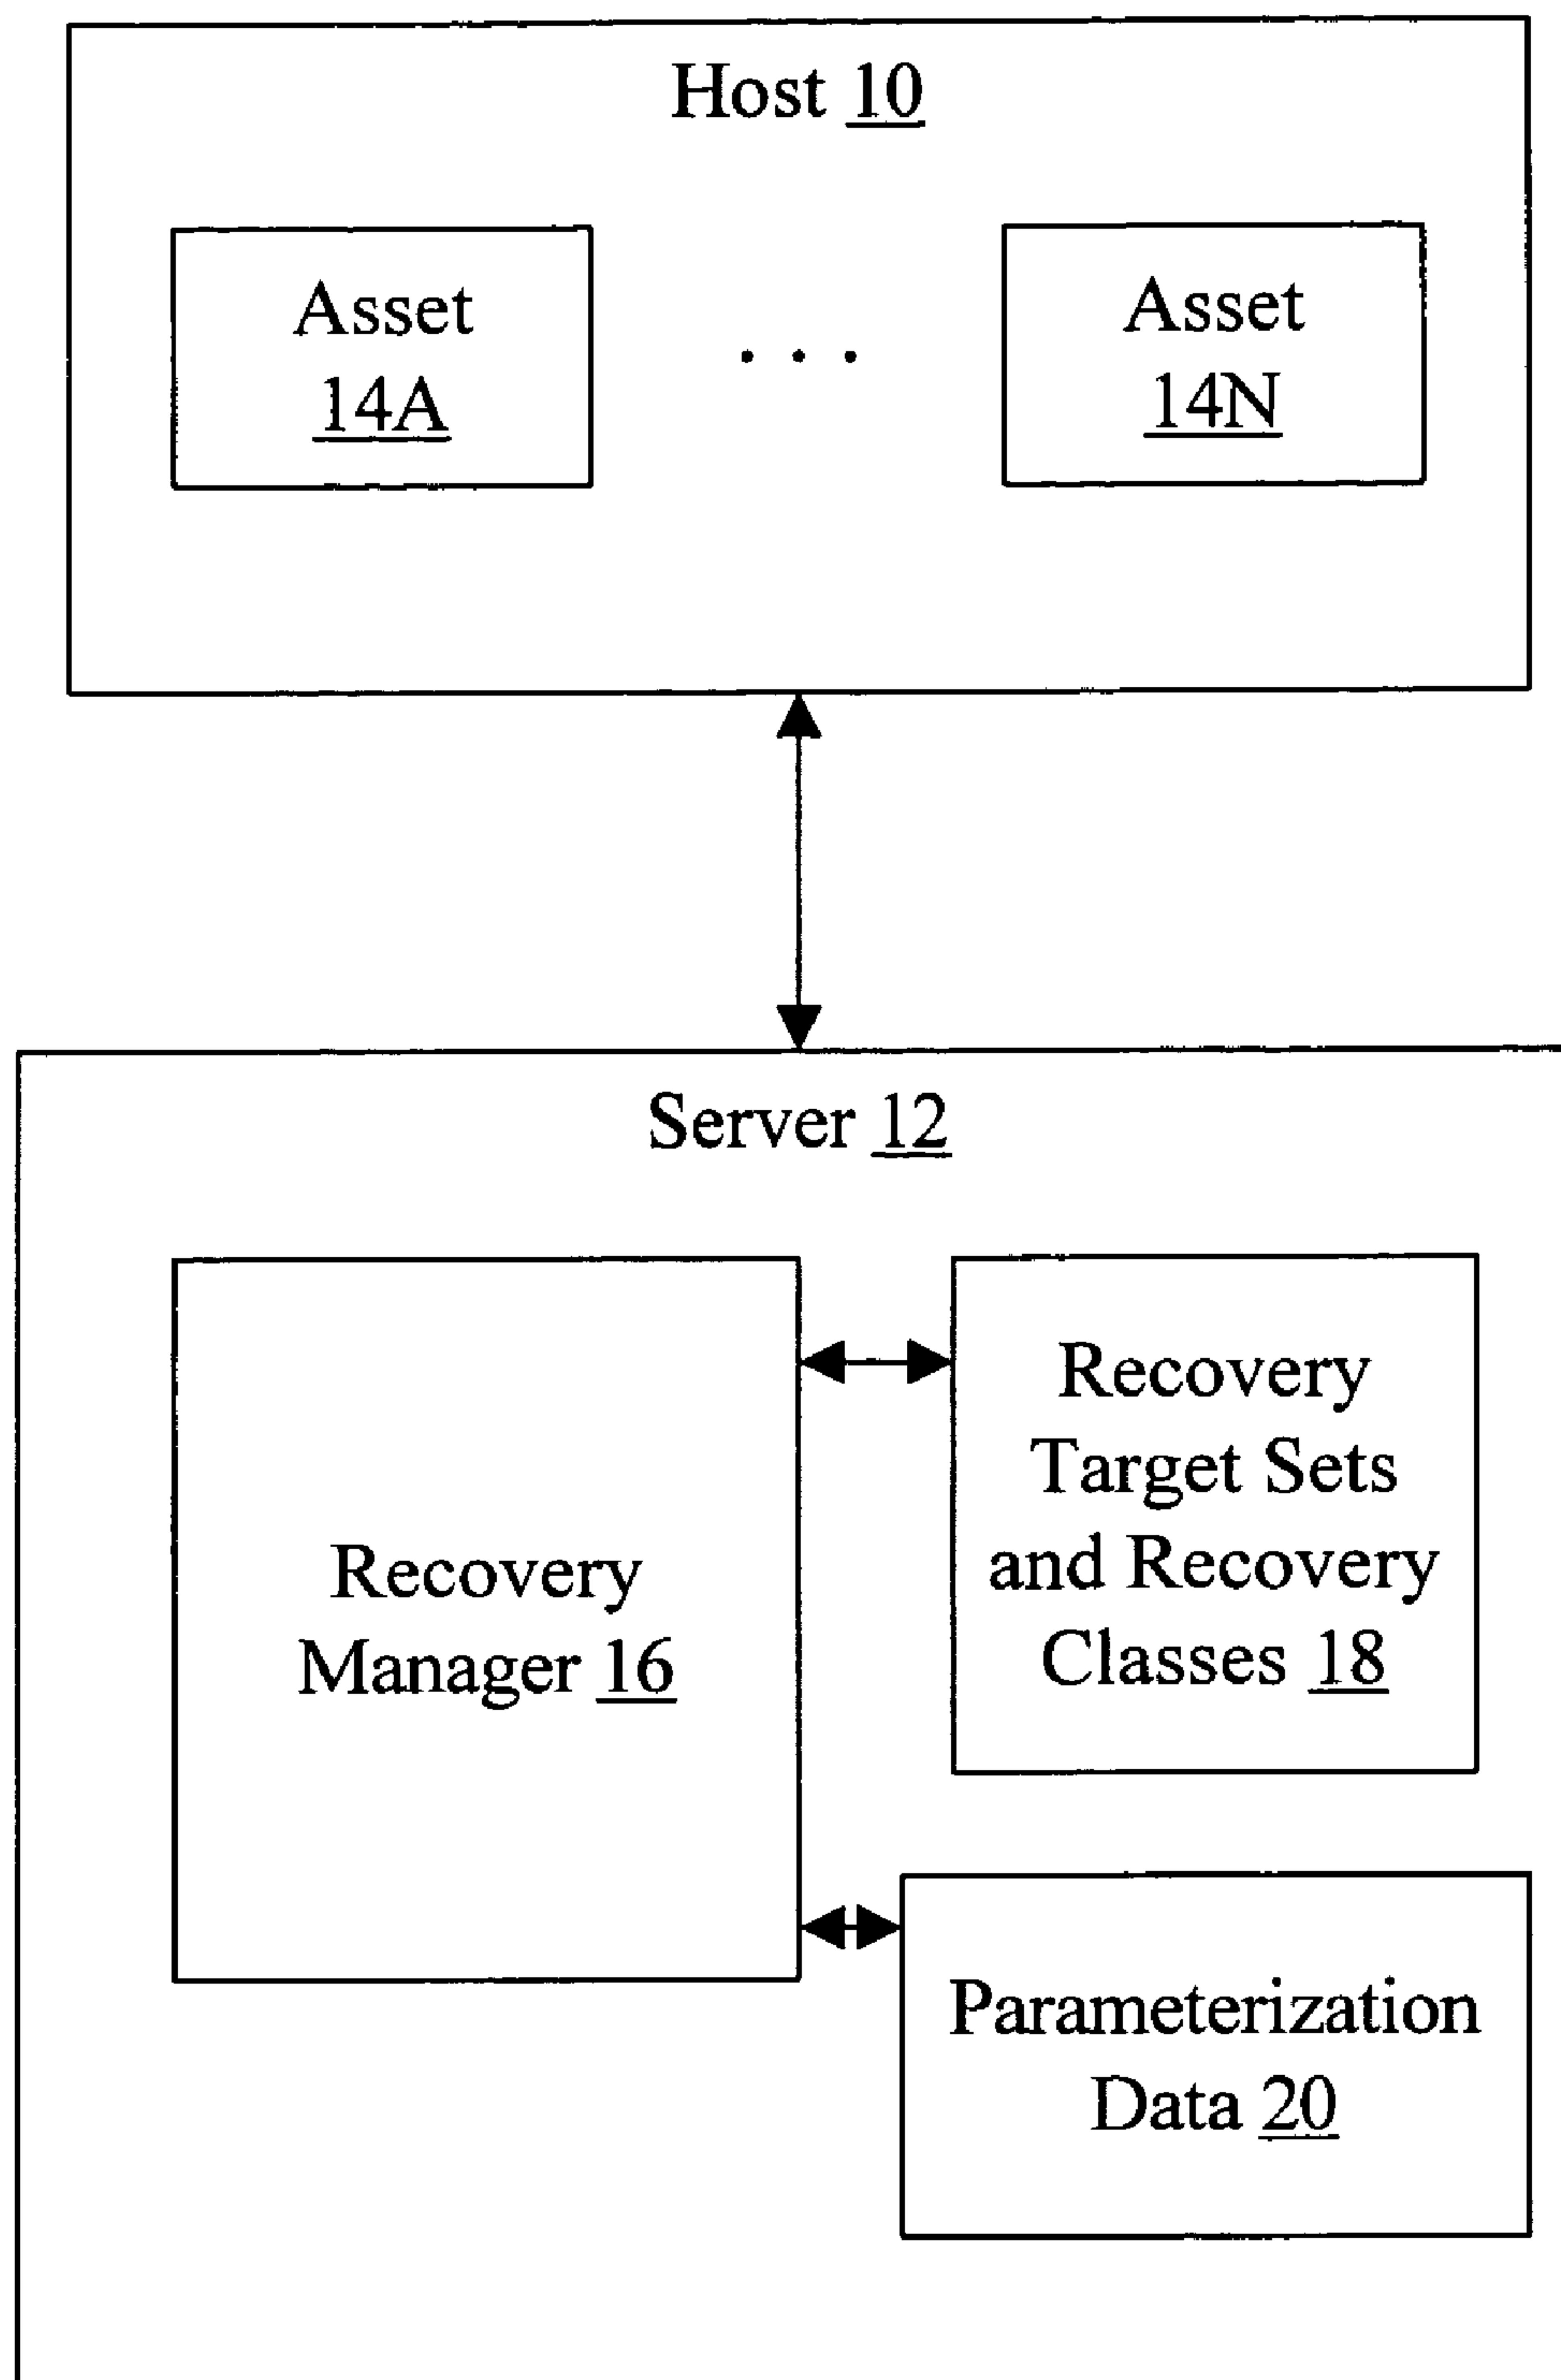 Host 10
Asset
14A
. . .
Asset
14N
Server 12
Recovery
Manager 16
Recovery
Target Sets
and Recovery
Classes 18
Parameterization
Data 20